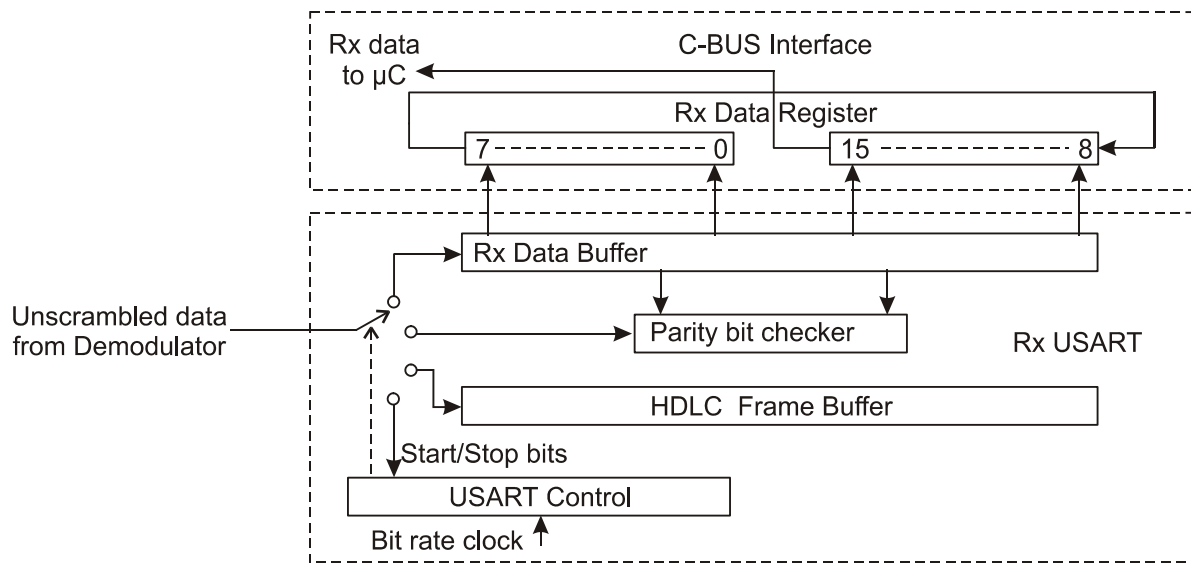 Rx data
to µC
C-BUS Interface
Rx Data Register
7 0 15 8
Rx Data Buffer
Unscrambled data
from Demodulator
Parity bit checker
Rx USART
HDLC Frame Buffer
Start/Stop bits
USART Control
Bit rate clock